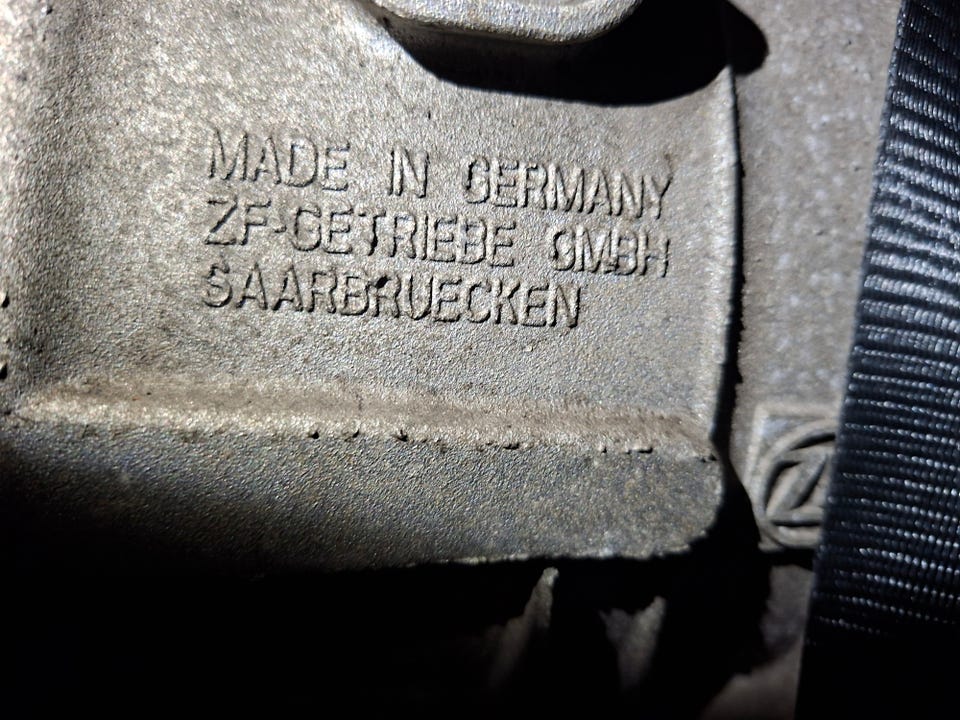 MADE IN GERMANY
ZF-GETRIEBE GMBH
SAARBRUECKEN